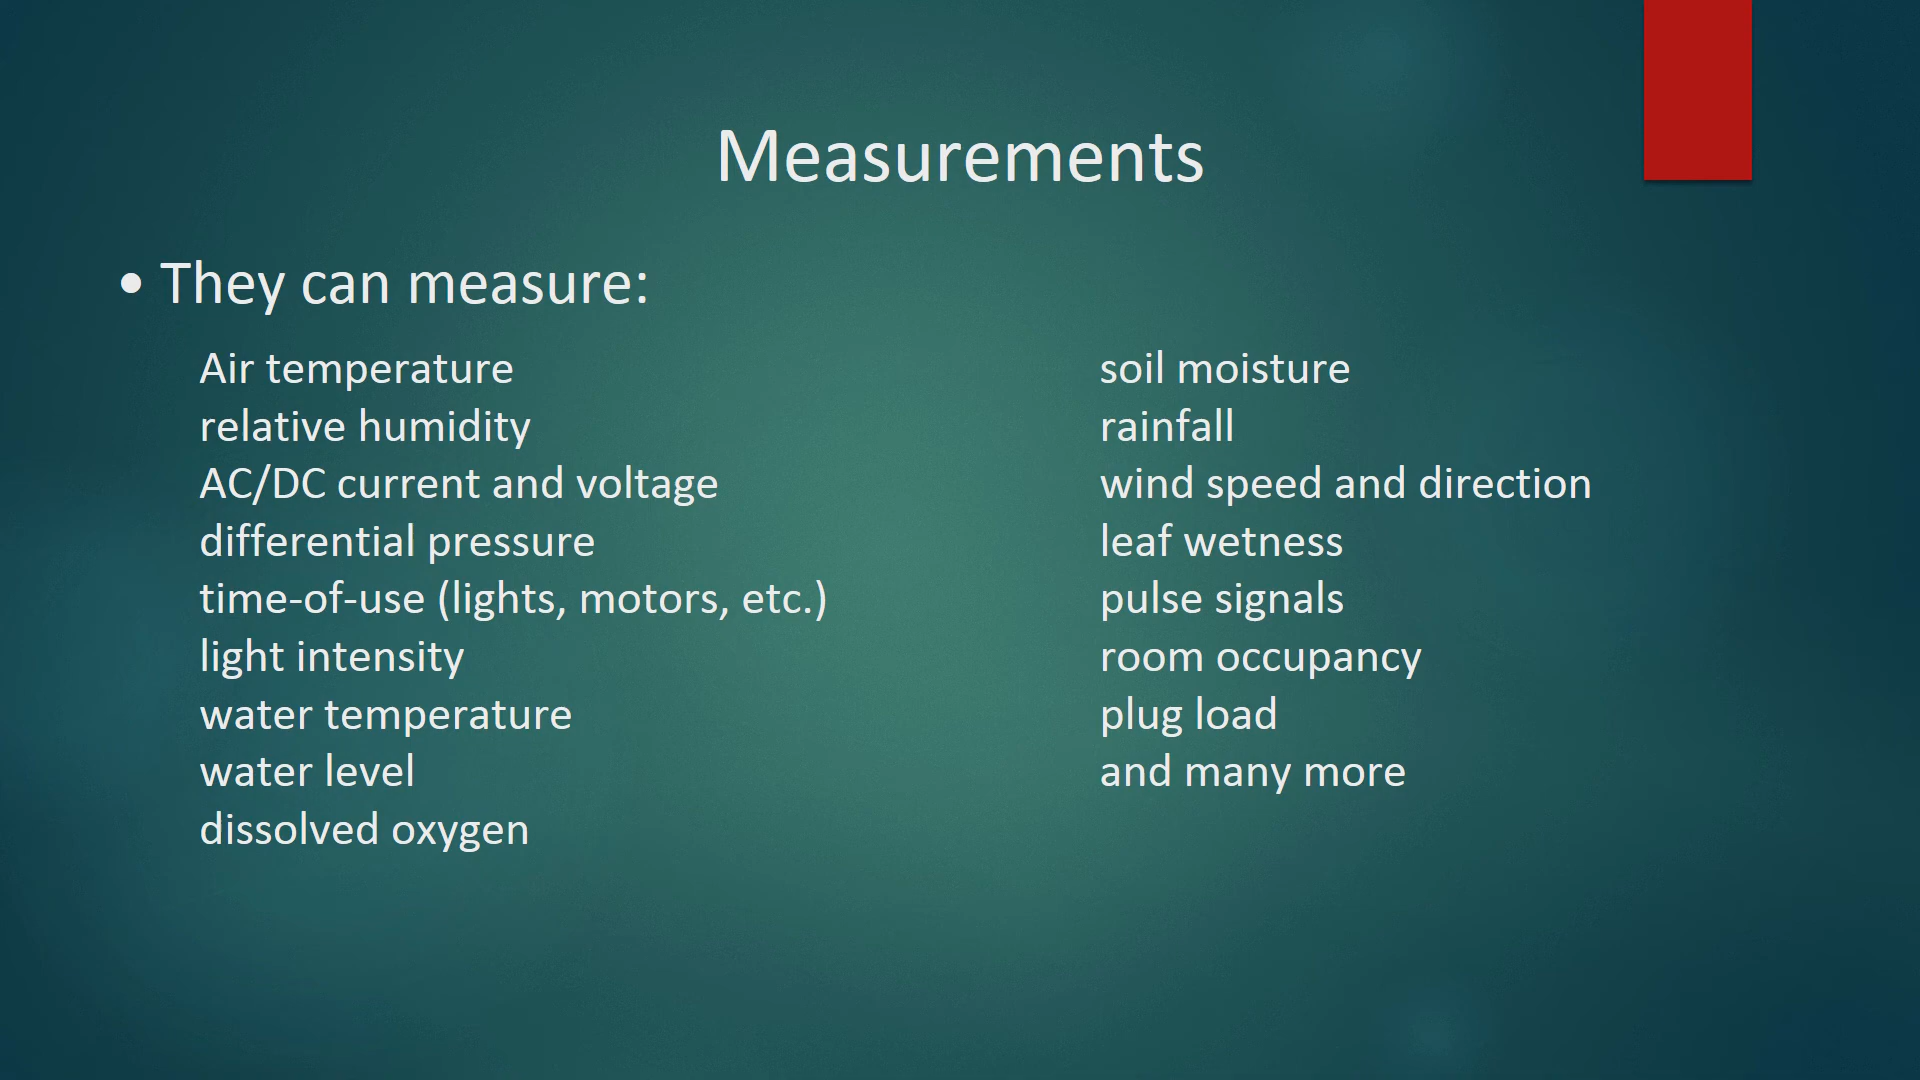 Measurements
• They can measure:
Air temperature
relative humidity
AC/DC current and voltage
differential pressure
time-of-use (lights, motors, etc.)
light intensity
water temperature
water level
dissolved oxygen
soil moisture
rainfall
wind speed and direction
leaf wetness
pulse signals
room occupancy
plug load
and many more